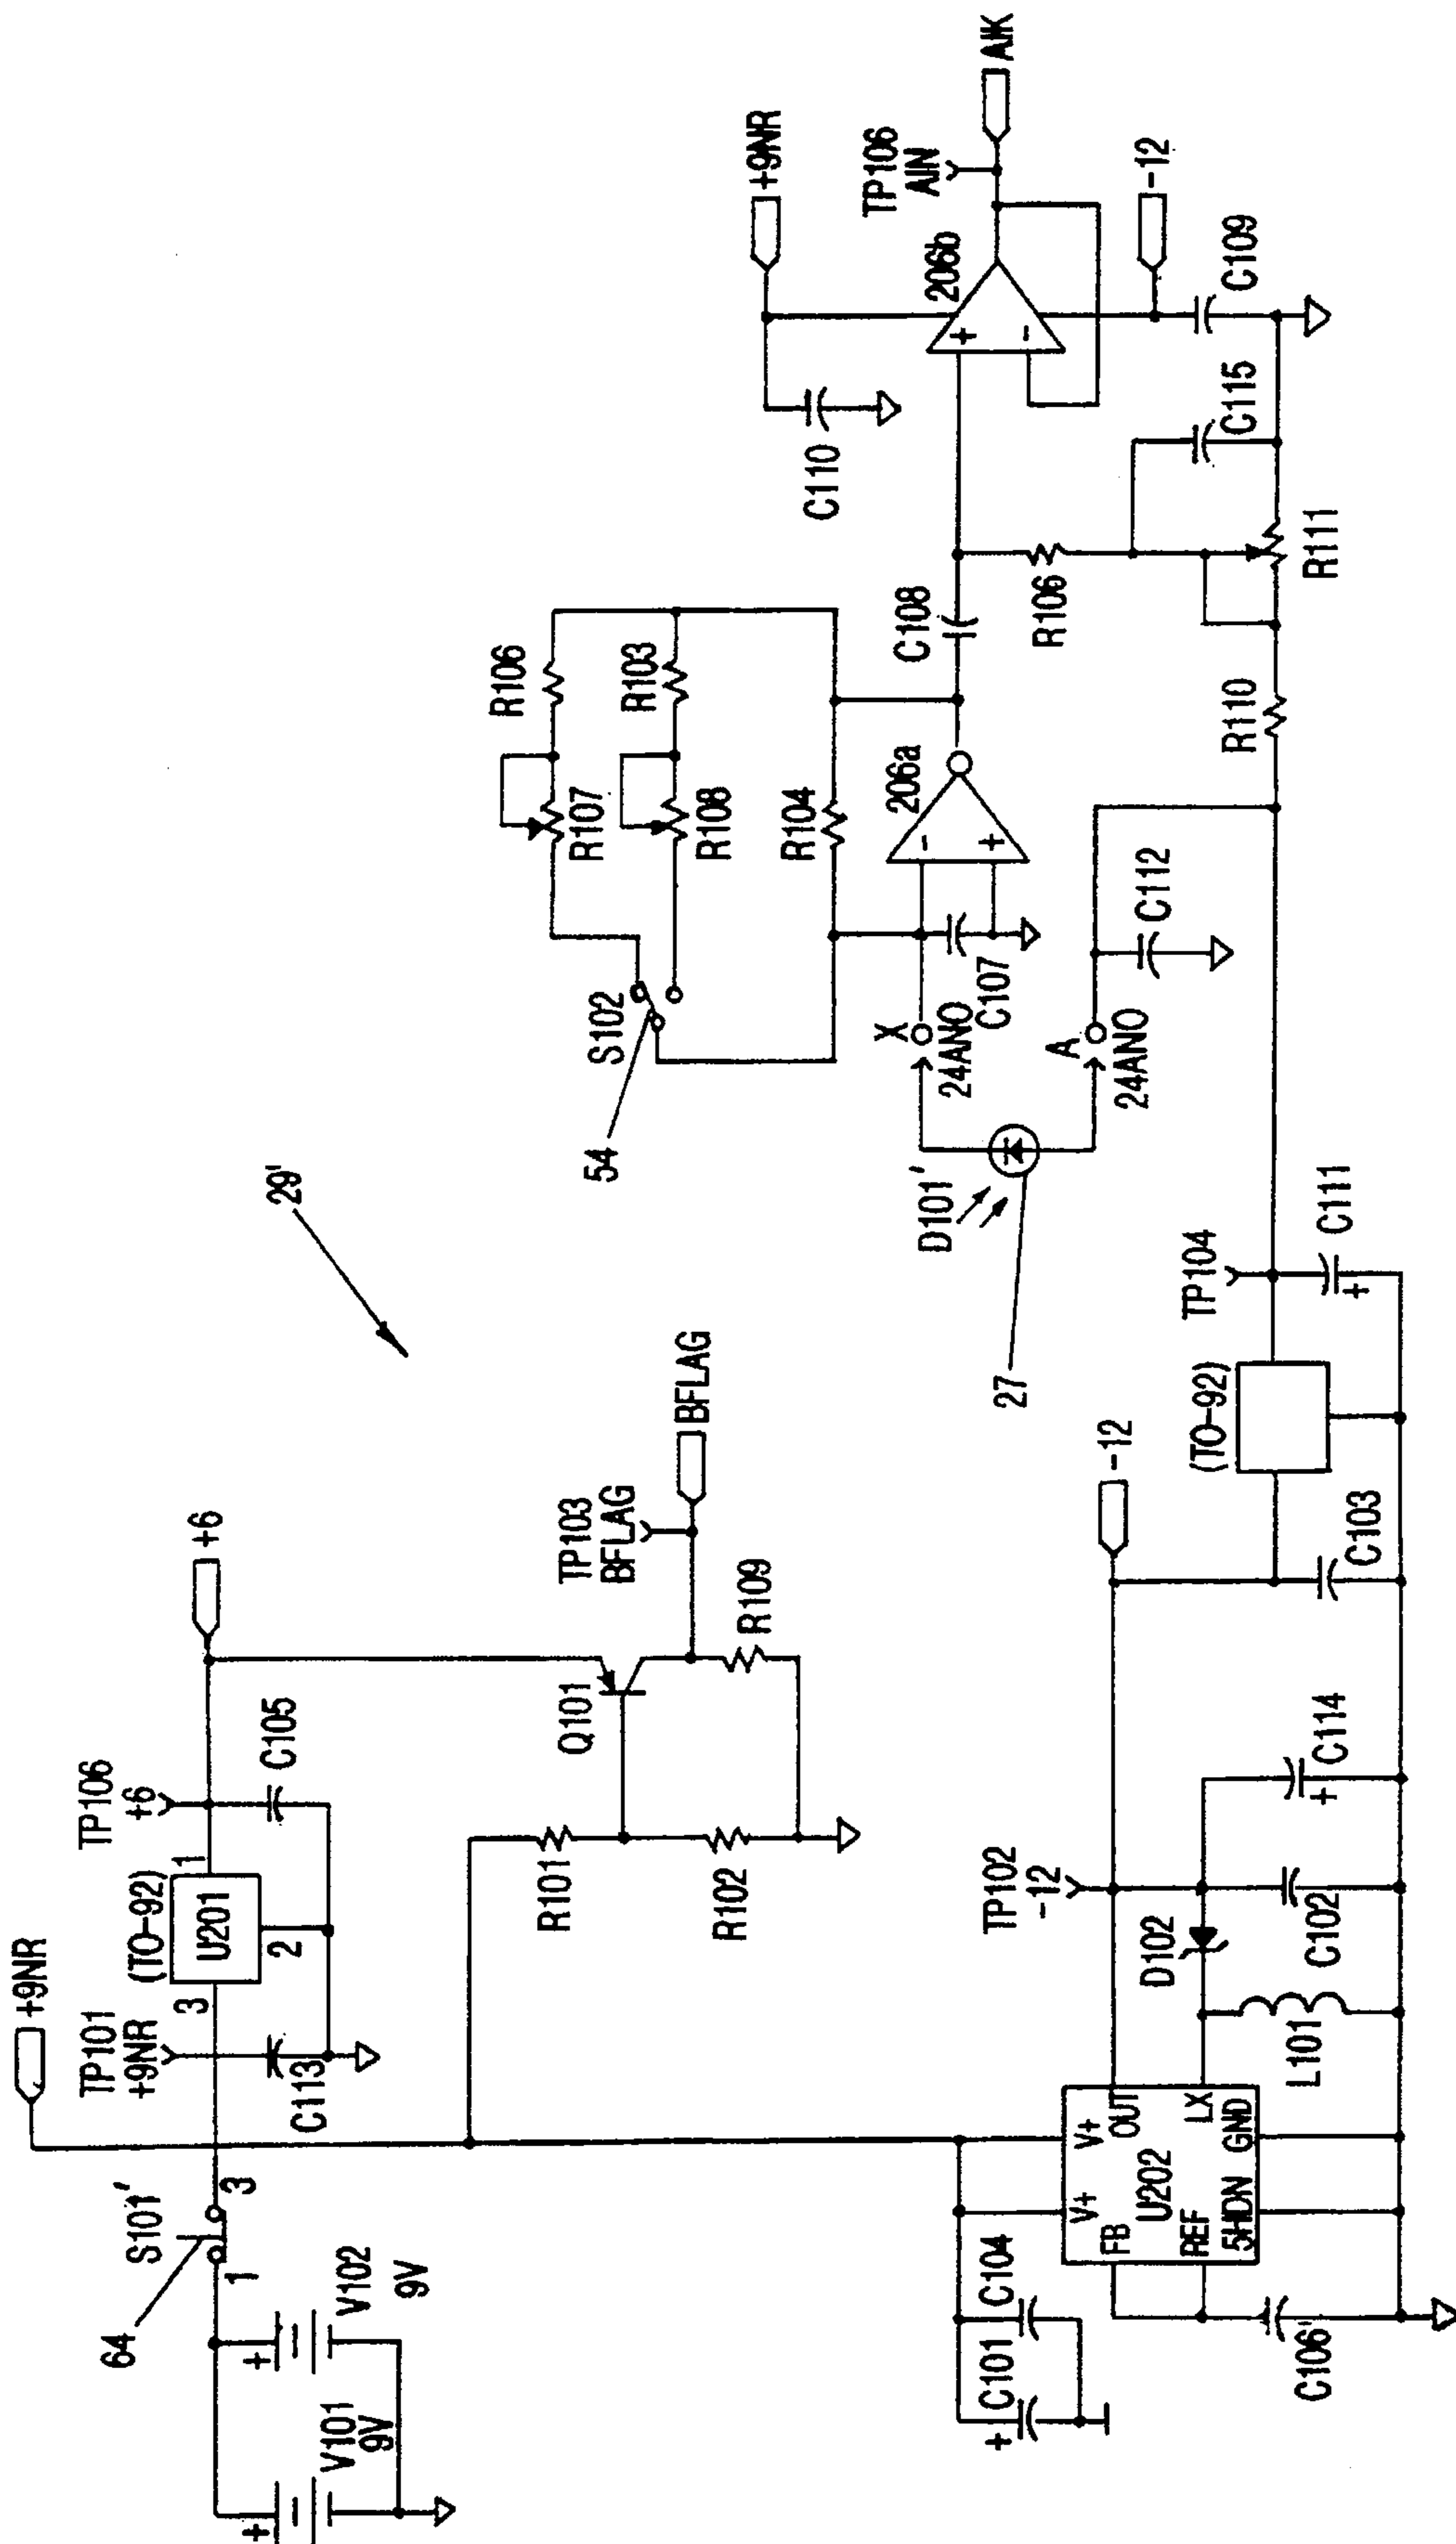 29'
64
S101'
1
3
V101
9V
V102
9V
+9NR
TP101
+9NR
C113
3
(TO-92)
U201
1
2
TP106
+6
C105
+6
R101
R102
Q101
TP103
BFLAG
BFLAG
R109
C101
C104
V+
V+
FB
OUT
U202
REF
LX
5HDN
GND
C106'
L101
D102
TP102
-12
C102
C114
-12
C103
(TO-92)
TP104
C111
27
D101'
54
S102
X
24ANO
A
24ANO
C107
C112
R107
R106
R108
R103
R104
206a
-
+
C108
R106
R110
R111
C115
C110
+9NR
206b
+
-
TP106
AIN
AIK
-12
C109
+
+
+
+
+